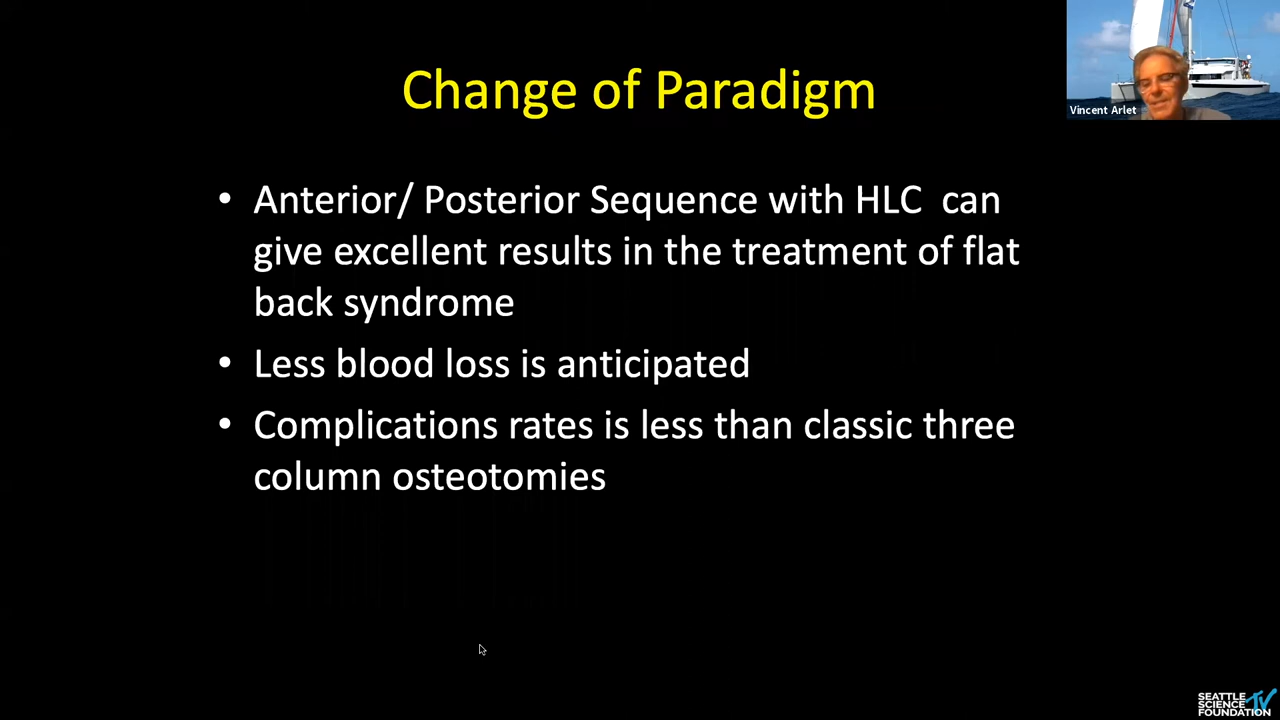 Change of Paradigm
Vincent Arlet
• Anterior/ Posterior Sequence with HLC can
give excellent results in the treatment of flat
back syndrome
• Less blood loss is anticipated
• Complications rates is less than classic three
column osteotomies
SEATTLE
SCIENCE
FOUNDATION
TV